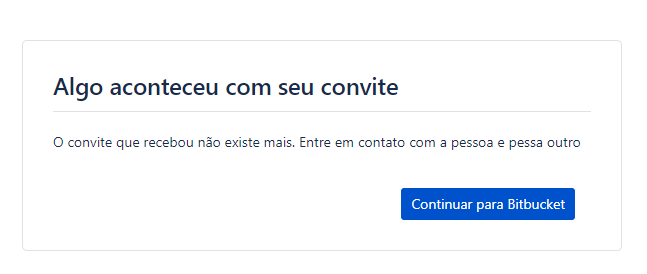 Algo aconteceu com seu convite
O convite que recebou não existe mais. Entre em contato com a pessoa e pessa outro
Continuar para Bitbucket